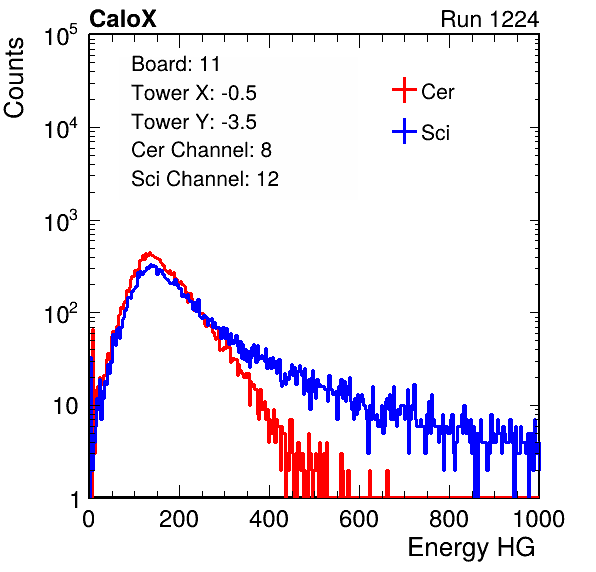 CaloX Run 1224
Counts
Board: 11
Tower X: -0.5
Tower Y: -3.5
Cer Channel: 8
Sci Channel: 12
Cer
Sci
10^5
10^4
10^3
10^2
10
1
0 200 400 600 800 1000
Energy HG